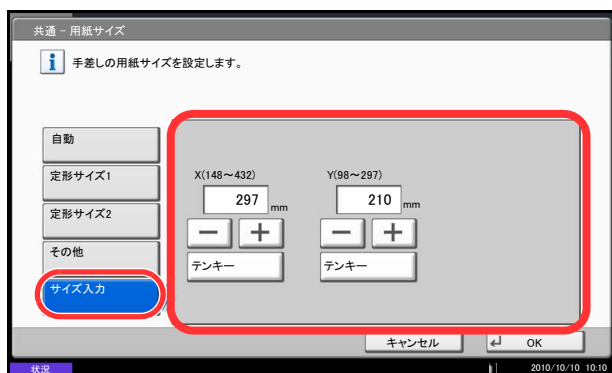 共通 - 用紙サイズ
手差しの用紙サイズを設定します。
自動
定形サイズ1
定形サイズ2
その他
サイズ入力
X(148～432)
297 mm
テンキー
Y(98～297)
210 mm
テンキー
キャンセル
OK
状況
2010/10/10 10:10